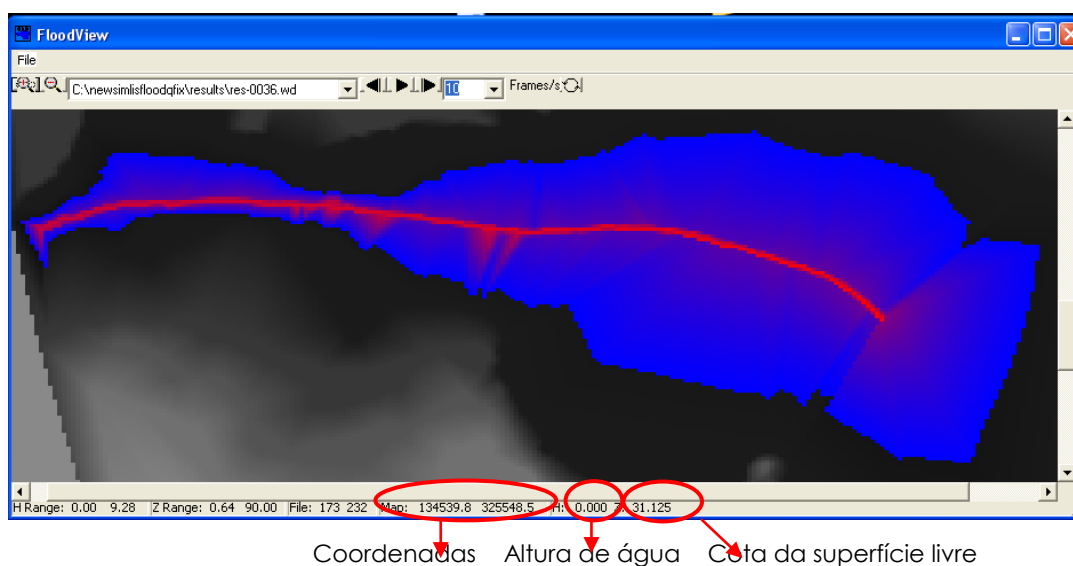 FloodView
File
C:\newsimlisfloodqfix\results\res-0036.wd 10 Frames/s
H Range: 0.00 9.28 Z Range: 0.64 90.00 File: 173 232 Map: 134539.8 325548.5 H: 0.000 Z: 31.125
Coordenadas Altura de água Cota da superfície livre